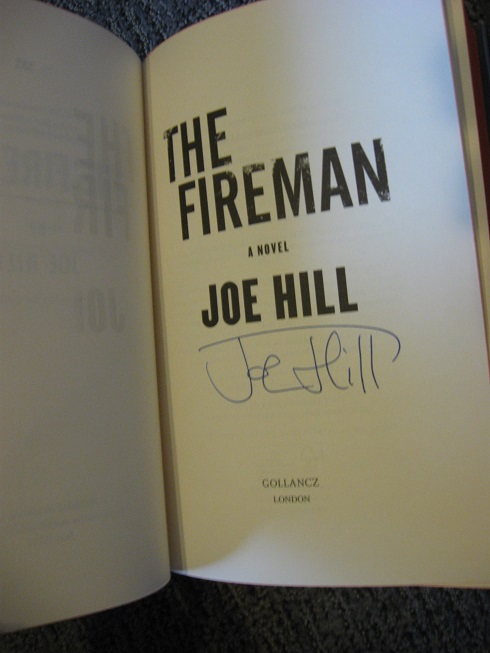 THE
FIREMAN
A NOVEL
JOE HILL
Joe Hill
GOLLANCZ
LONDON